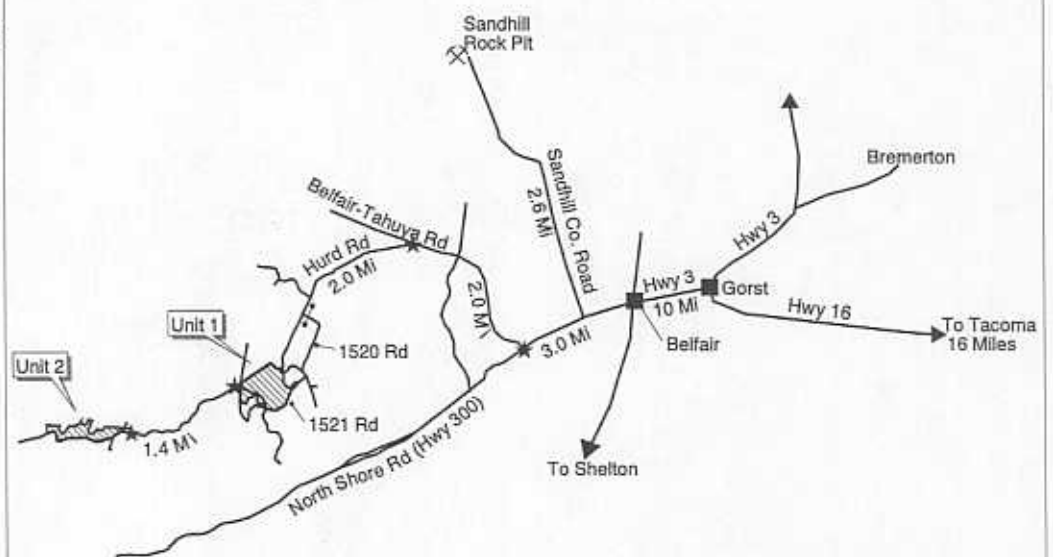 Sandhill
Rock Pit
Bremerton
Sandhill Co. Road
2.6 Mi
Belfair-Tahuya Rd
Hwy 3
Hurd Rd
2.0 Mi
2.0 Mi
Hwy 3
10 Mi
Gorst
Hwy 16
To Tacoma
16 Miles
Unit 1
3.0 Mi
Belfair
1520 Rd
Unit 2
1521 Rd
1.4 Mi
North Shore Rd (Hwy 300)
To Shelton